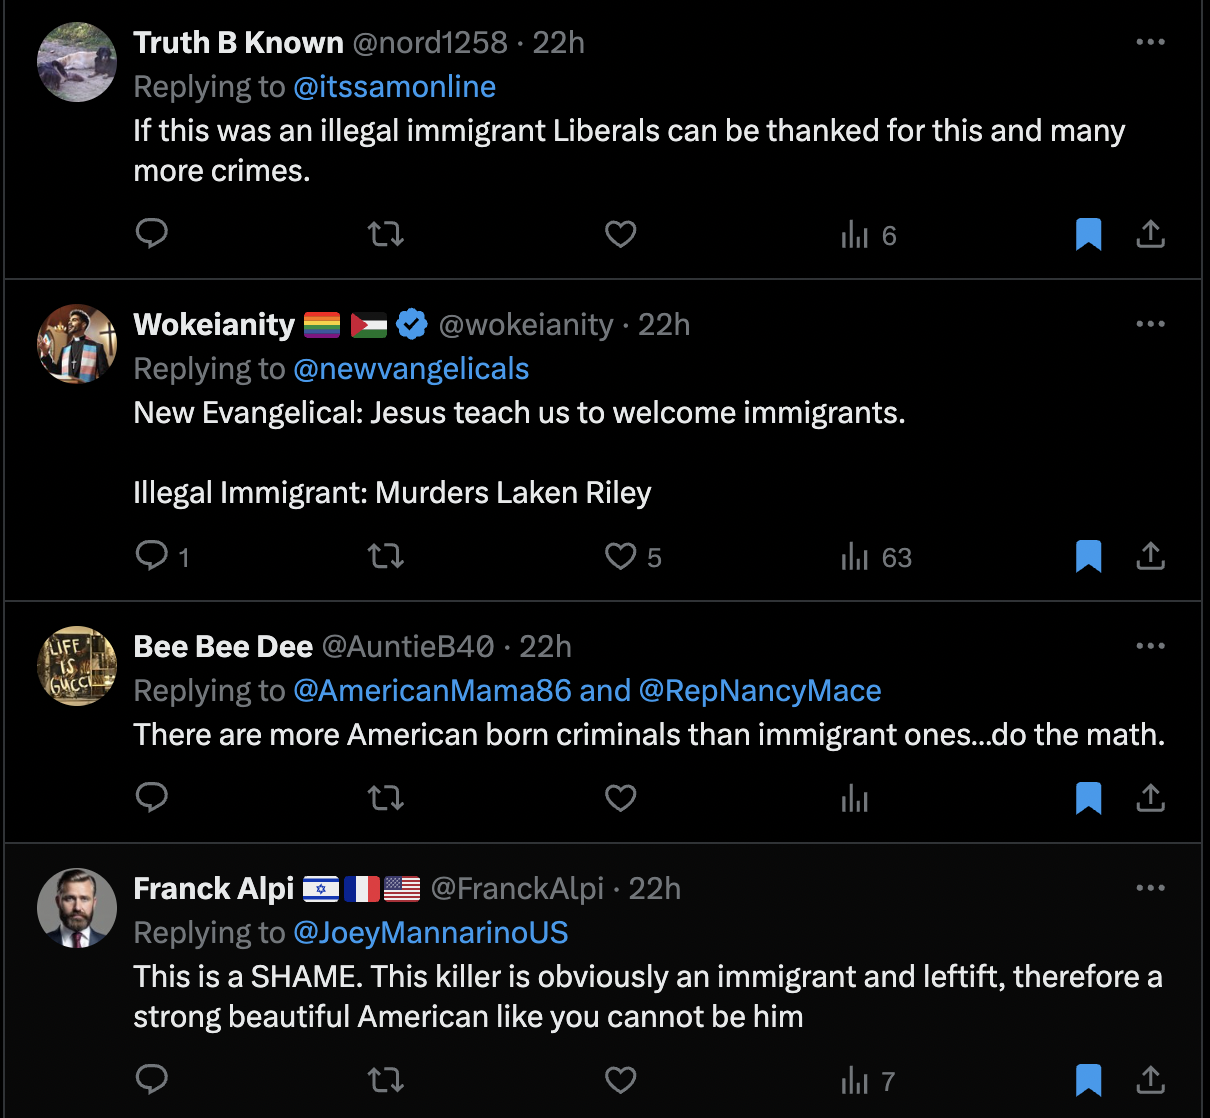 Truth B Known @nord1258 · 22h
Replying to @itssamonline
If this was an illegal immigrant Liberals can be thanked for this and many
more crimes.
6
Wokeianity 🏳️‍🌈 🇵🇸 @wokeianity · 22h
Replying to @newvangelicals
New Evangelical: Jesus teach us to welcome immigrants.
Illegal Immigrant: Murders Laken Riley
1 5 63
LIFE
IS
GUCCI
Bee Bee Dee @AuntieB40 · 22h
Replying to @AmericanMama86 and @RepNancyMace
There are more American born criminals than immigrant ones...do the math.
Franck Alpi 🇮🇱🇫🇷🇺🇸 @FranckAlpi · 22h
Replying to @JoeyMannarinoUS
This is a SHAME. This killer is obviously an immigrant and leftift, therefore a
strong beautiful American like you cannot be him
7